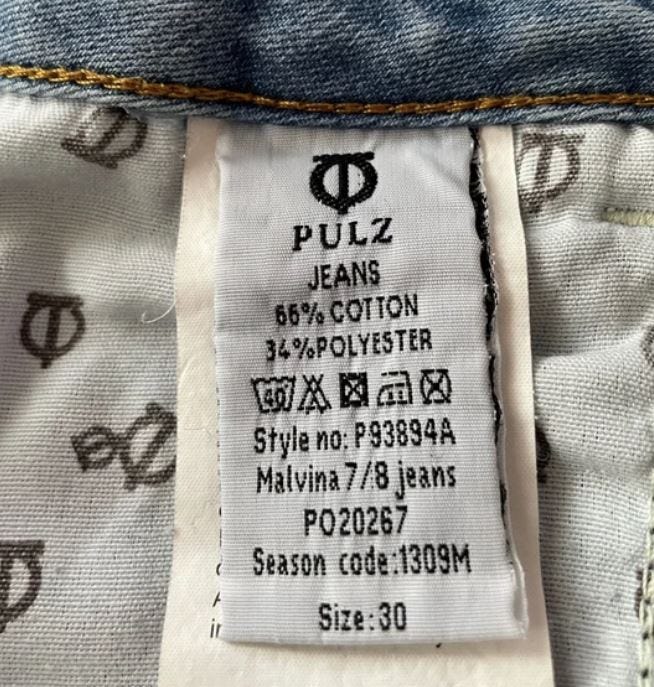 PULZ
JEANS
66% COTTON
34%POLYESTER
40
Style no: P93894A
Malvina 7/8 jeans
PO20267
Season code:1309M
Size:30